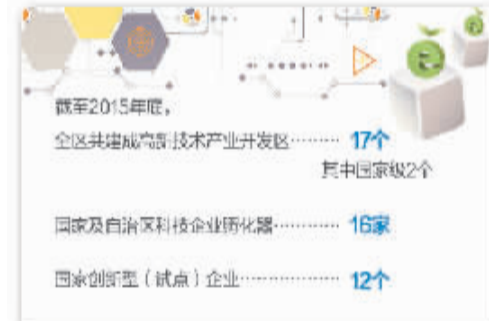 截至2015年底，
全区共建成高新技术产业开发区········· 17个
其中国家级2个
国家及自治区科技企业孵化器············ 16家
国家创新型（试点）企业·················· 12个